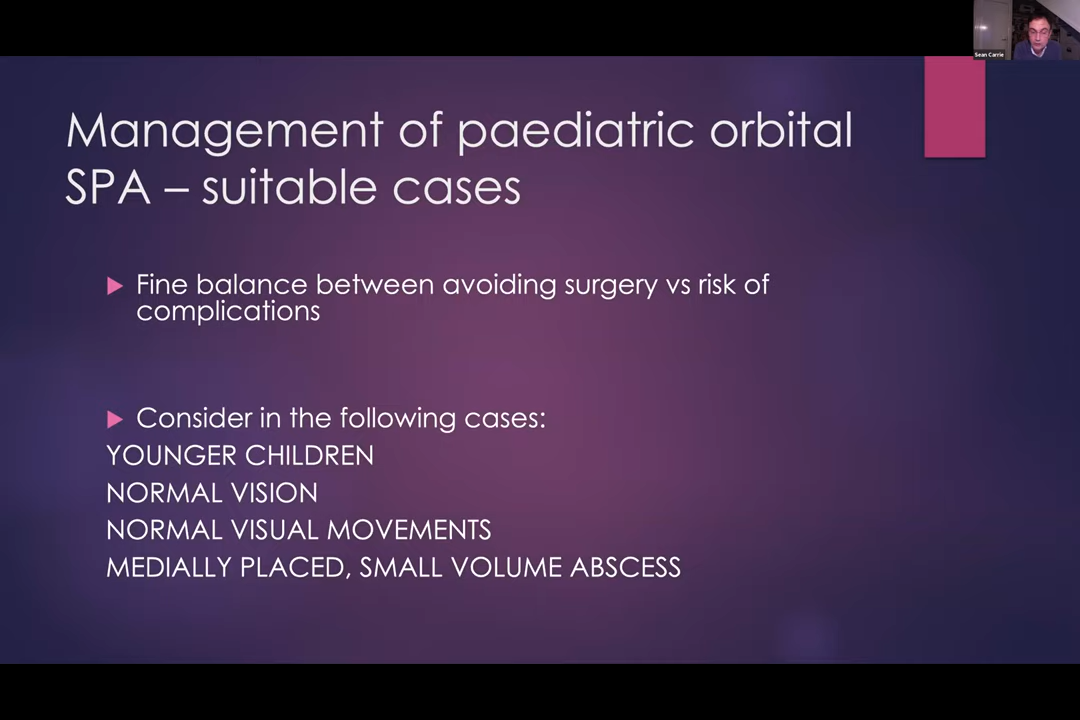 Sean Carrie
Management of paediatric orbital
SPA – suitable cases
Fine balance between avoiding surgery vs risk of
complications
Consider in the following cases:
YOUNGER CHILDREN
NORMAL VISION
NORMAL VISUAL MOVEMENTS
MEDIALLY PLACED, SMALL VOLUME ABSCESS